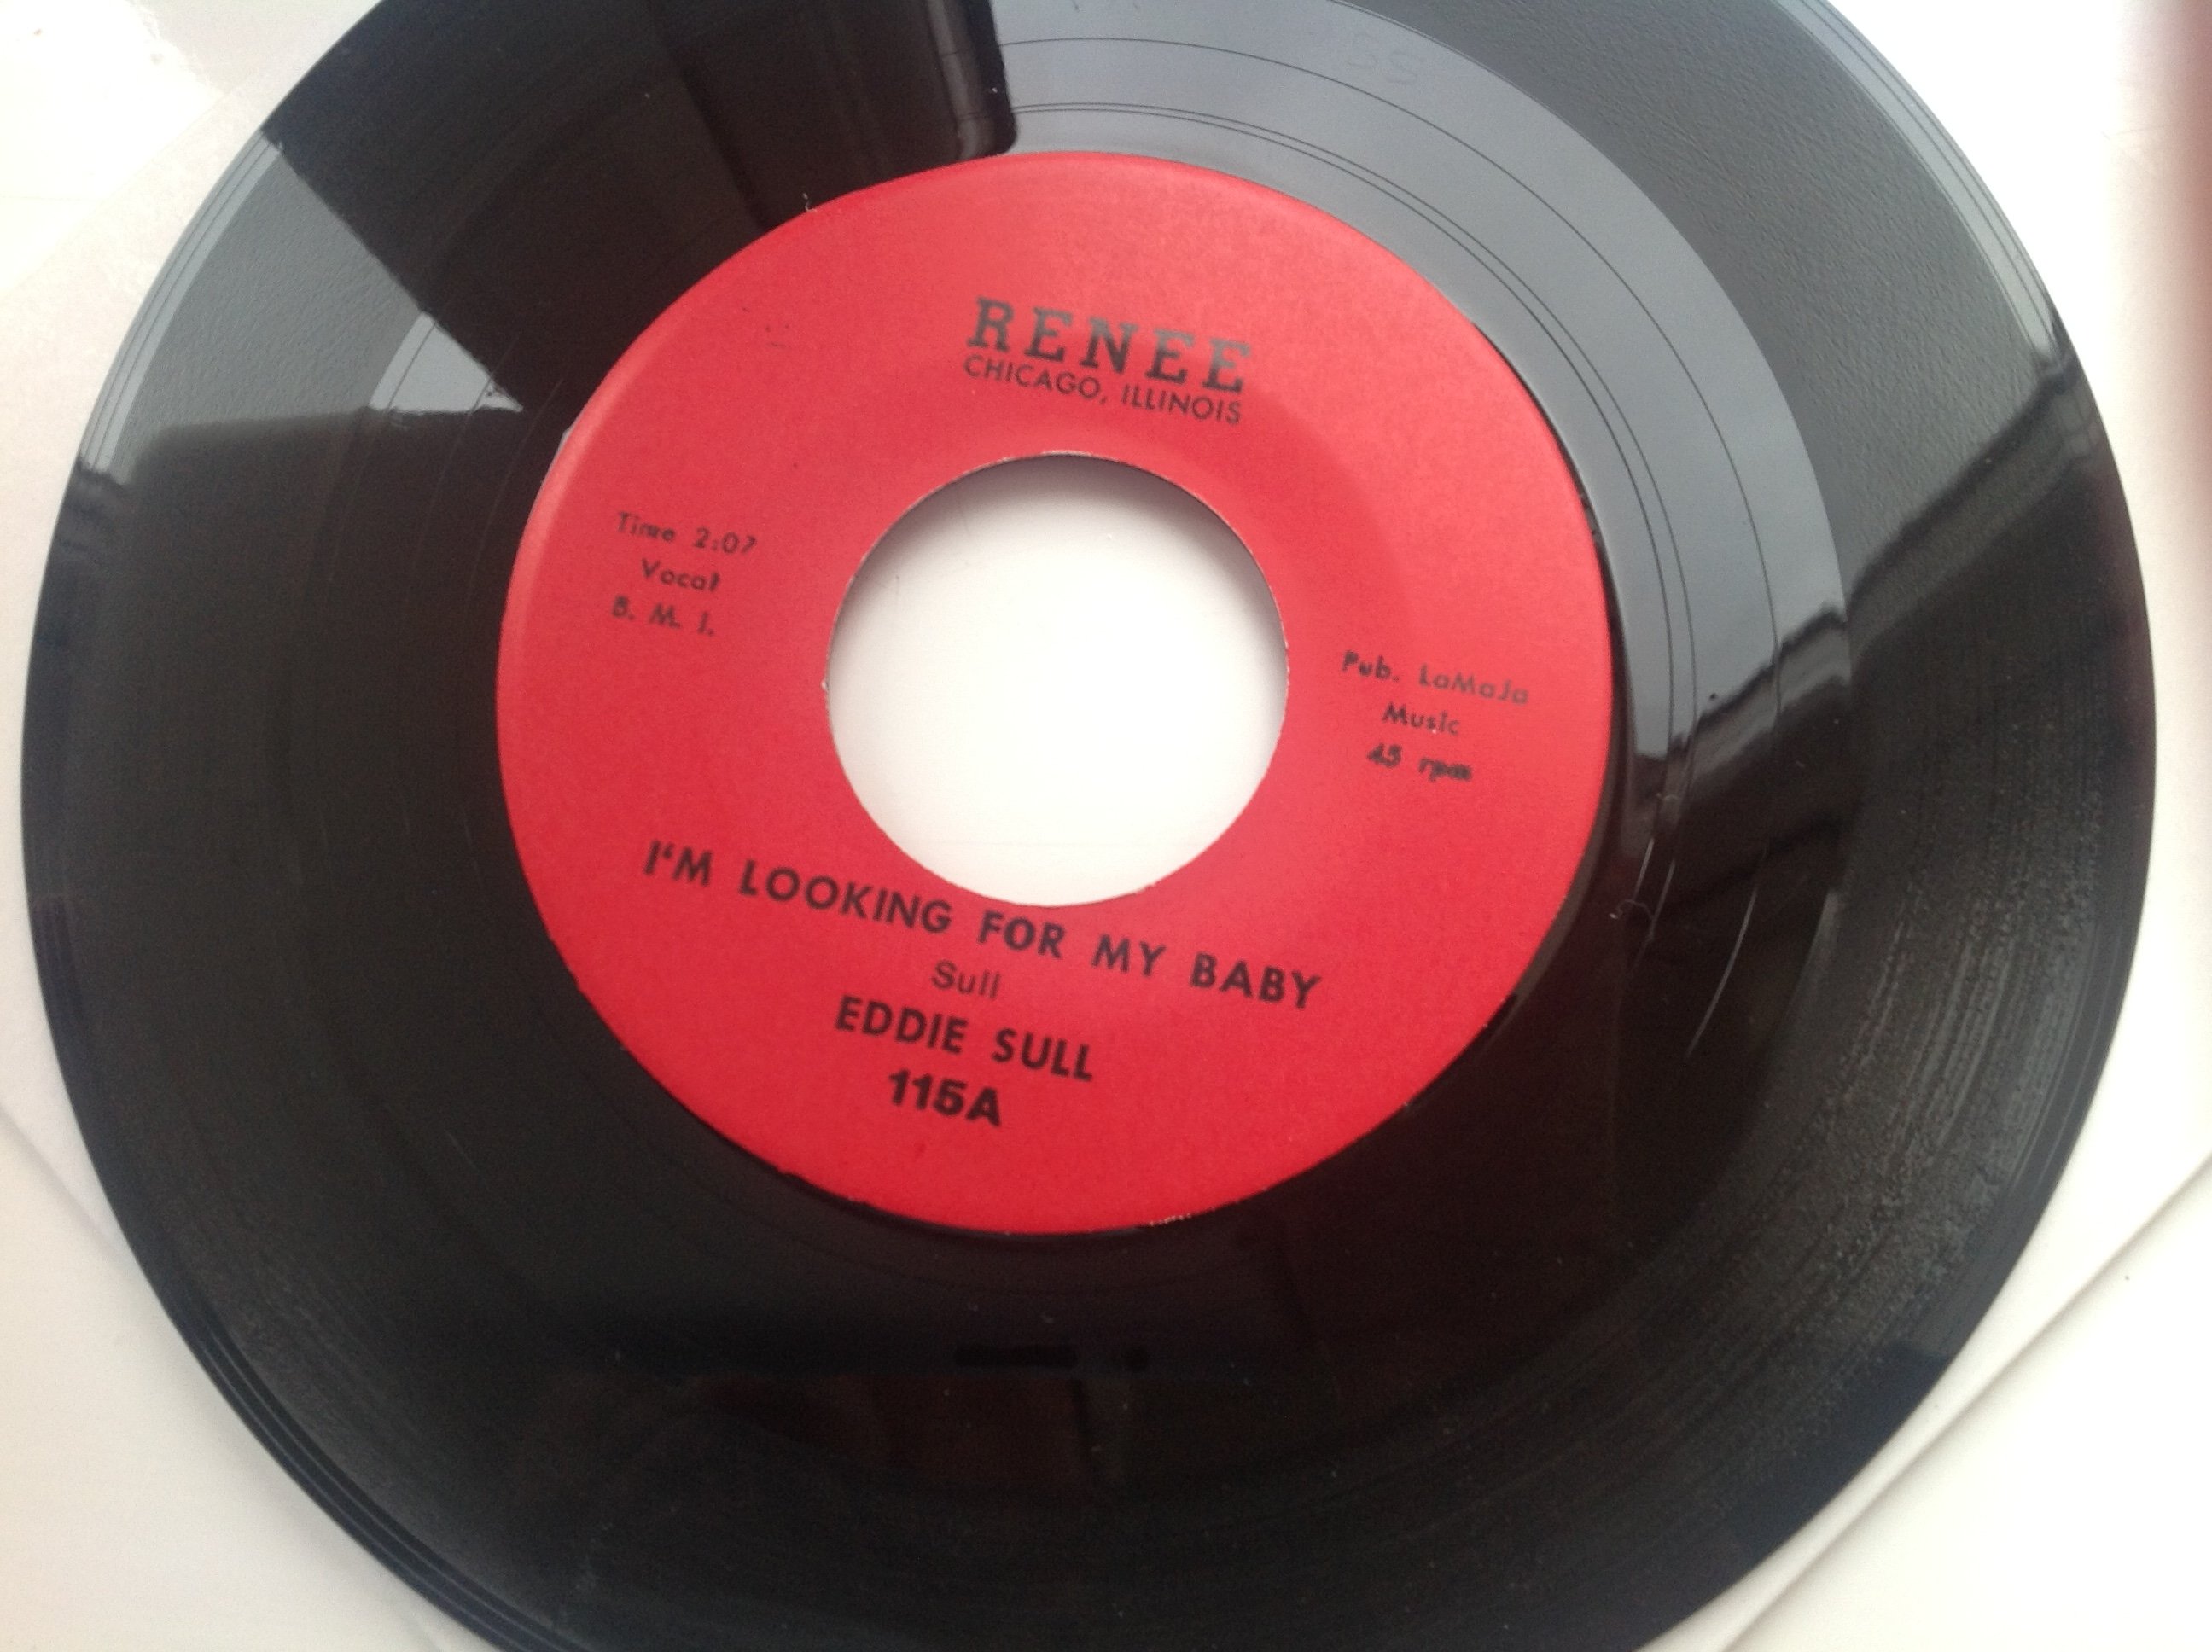 RENEE
CHICAGO, ILLINOIS
Time 2:07
Vocal
B. M. I.
Pub. LaMaJa
Music
45 rpm
I'M LOOKING FOR MY BABY
Sull
EDDIE SULL
115A